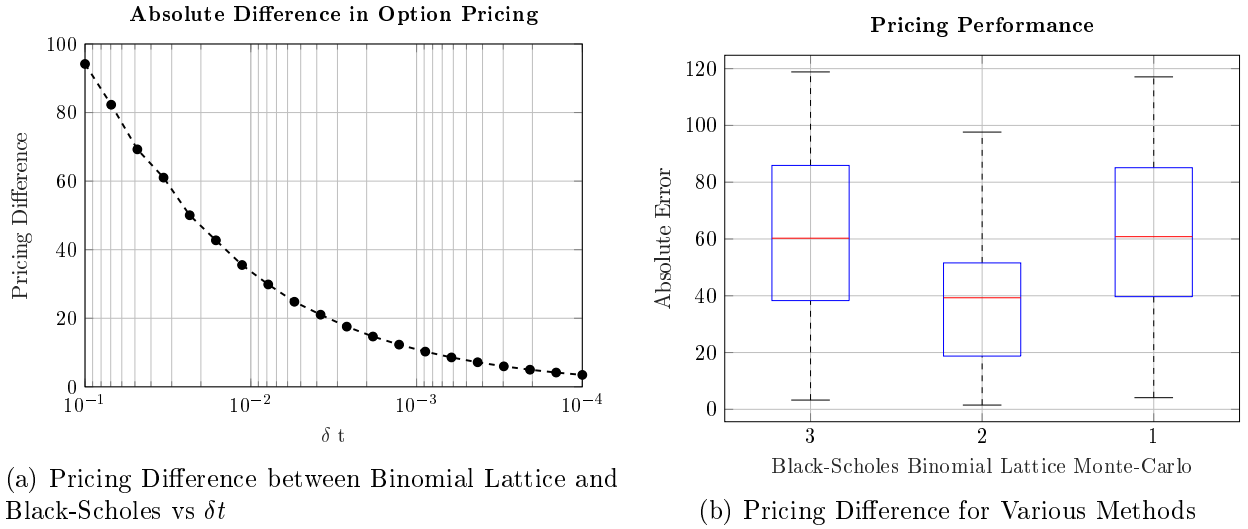 Absolute Difference in Option Pricing
100
80
60
40
20
0
Pricing Difference
10⁻¹
10⁻²
10⁻³
10⁻⁴
δ t
(a) Pricing Difference between Binomial Lattice and
Black-Scholes vs δt
Pricing Performance
120
100
80
60
40
20
0
Absolute Error
3
2
1
Black-Scholes Binomial Lattice Monte-Carlo
(b) Pricing Difference for Various Methods